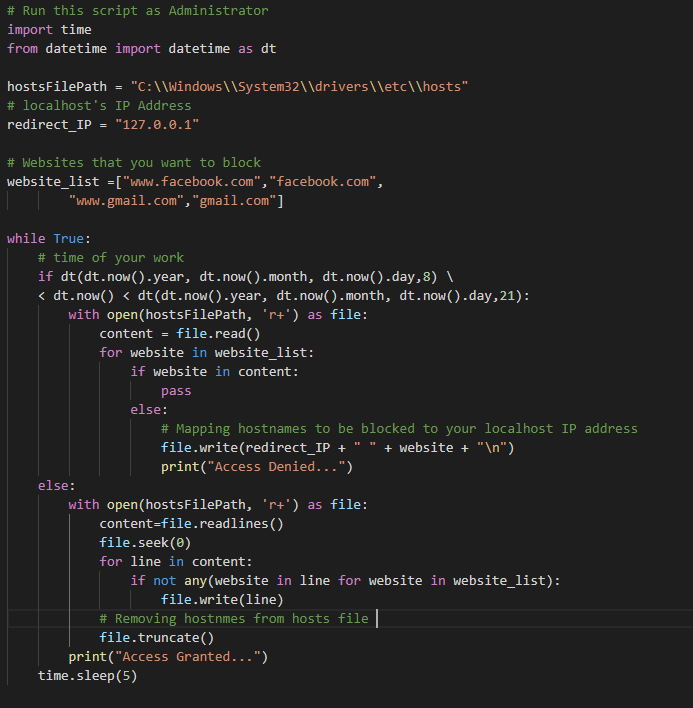 # Run this script as Administrator
import time
from datetime import datetime as dt
hostsFilePath = "C:\\Windows\\System32\\drivers\\etc\\hosts"
# localhost's IP Address
redirect_IP = "127.0.0.1"
# Websites that you want to block
website_list =["www.facebook.com","facebook.com",
"www.gmail.com","gmail.com"]
while True:
# time of your work
if dt(dt.now().year, dt.now().month, dt.now().day,8) \
< dt.now() < dt(dt.now().year, dt.now().month, dt.now().day,21):
with open(hostsFilePath, 'r+') as file:
content = file.read()
for website in website_list:
if website in content:
pass
else:
# Mapping hostnames to be blocked to your localhost IP address
file.write(redirect_IP + " " + website + "\n")
print("Access Denied...")
else:
with open(hostsFilePath, 'r+') as file:
content=file.readlines()
file.seek(0)
for line in content:
if not any(website in line for website in website_list):
file.write(line)
# Removing hostnmes from hosts file
file.truncate()
print("Access Granted...")
time.sleep(5)